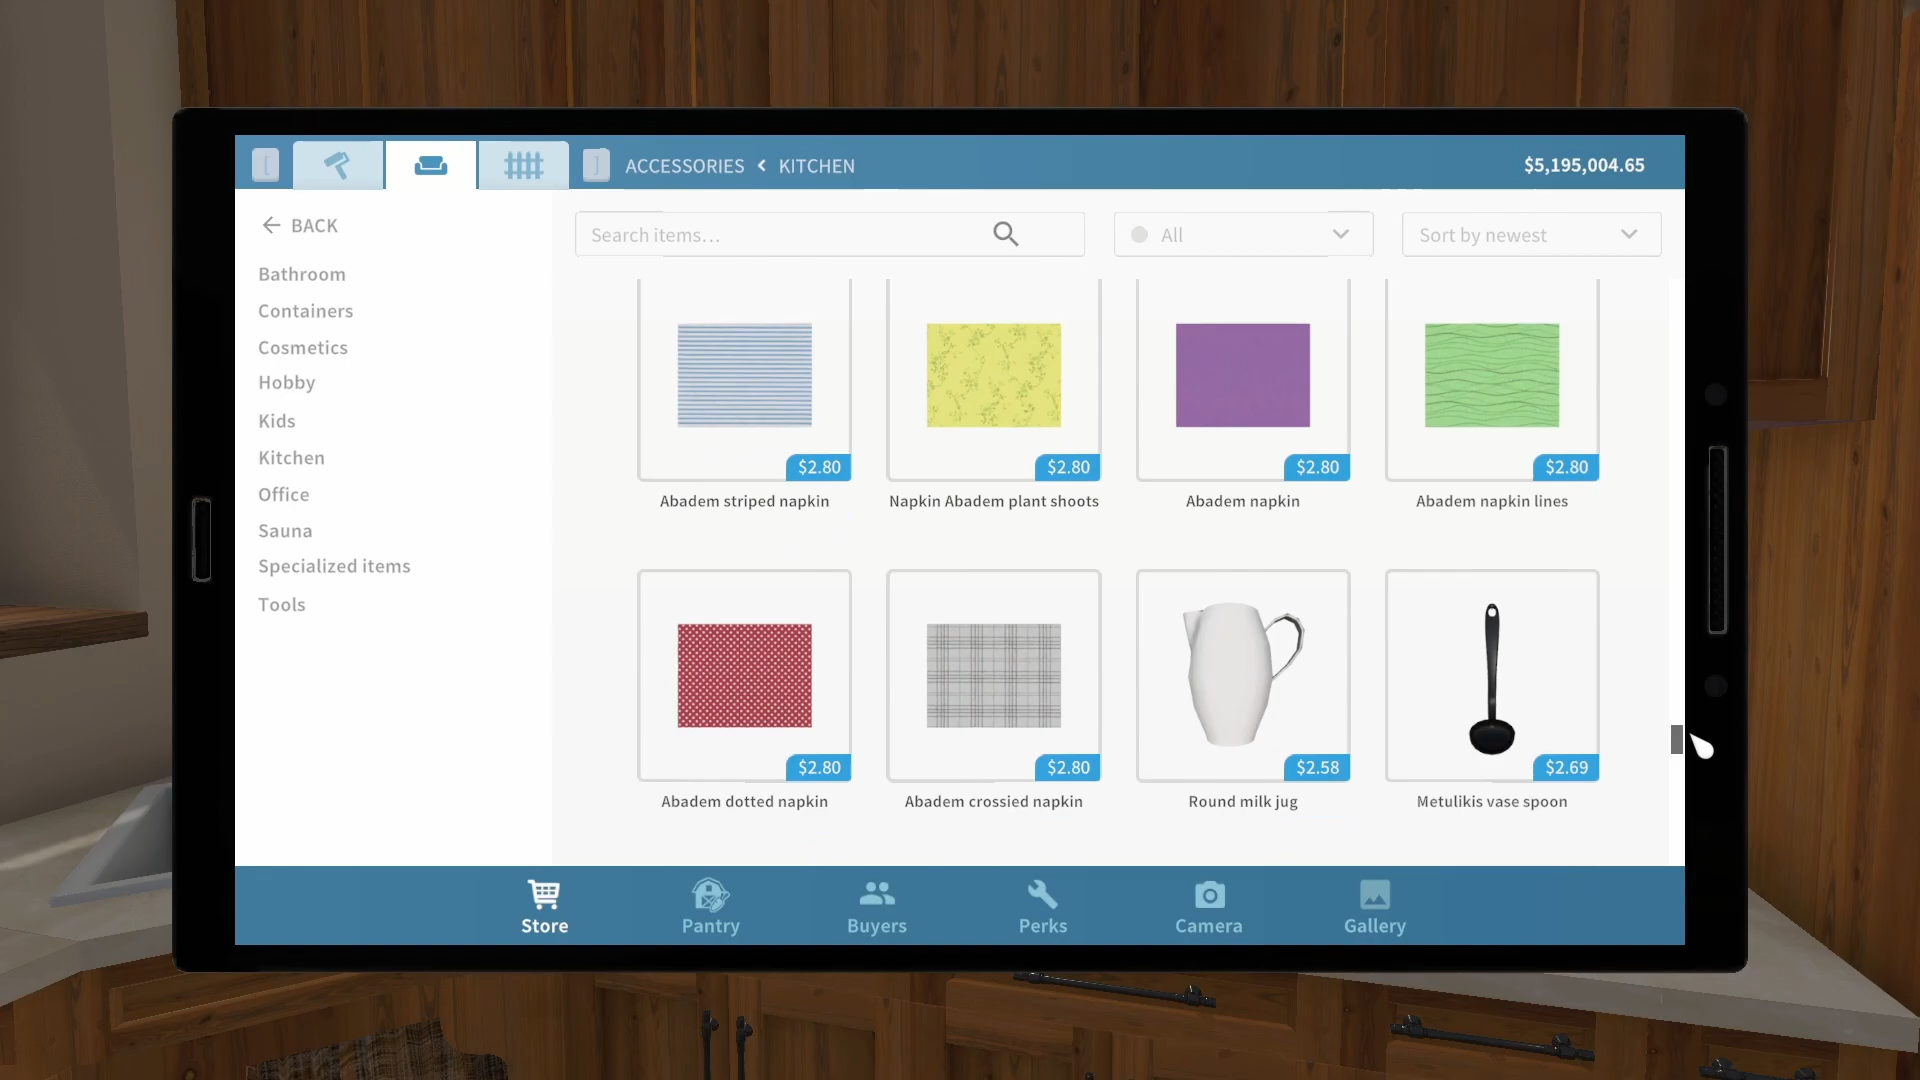 [
]
ACCESSORIES < KITCHEN
$5,195,004.65
BACK
Bathroom
Containers
Cosmetics
Hobby
Kids
Kitchen
Office
Sauna
Specialized items
Tools
Search items...
All
Sort by newest
$2.80
$2.80
$2.80
$2.80
Abadem striped napkin
Napkin Abadem plant shoots
Abadem napkin
Abadem napkin lines
$2.80
$2.80
$2.58
$2.69
Abadem dotted napkin
Abadem crossied napkin
Round milk jug
Metulikis vase spoon
Store
Pantry
Buyers
Perks
Camera
Gallery